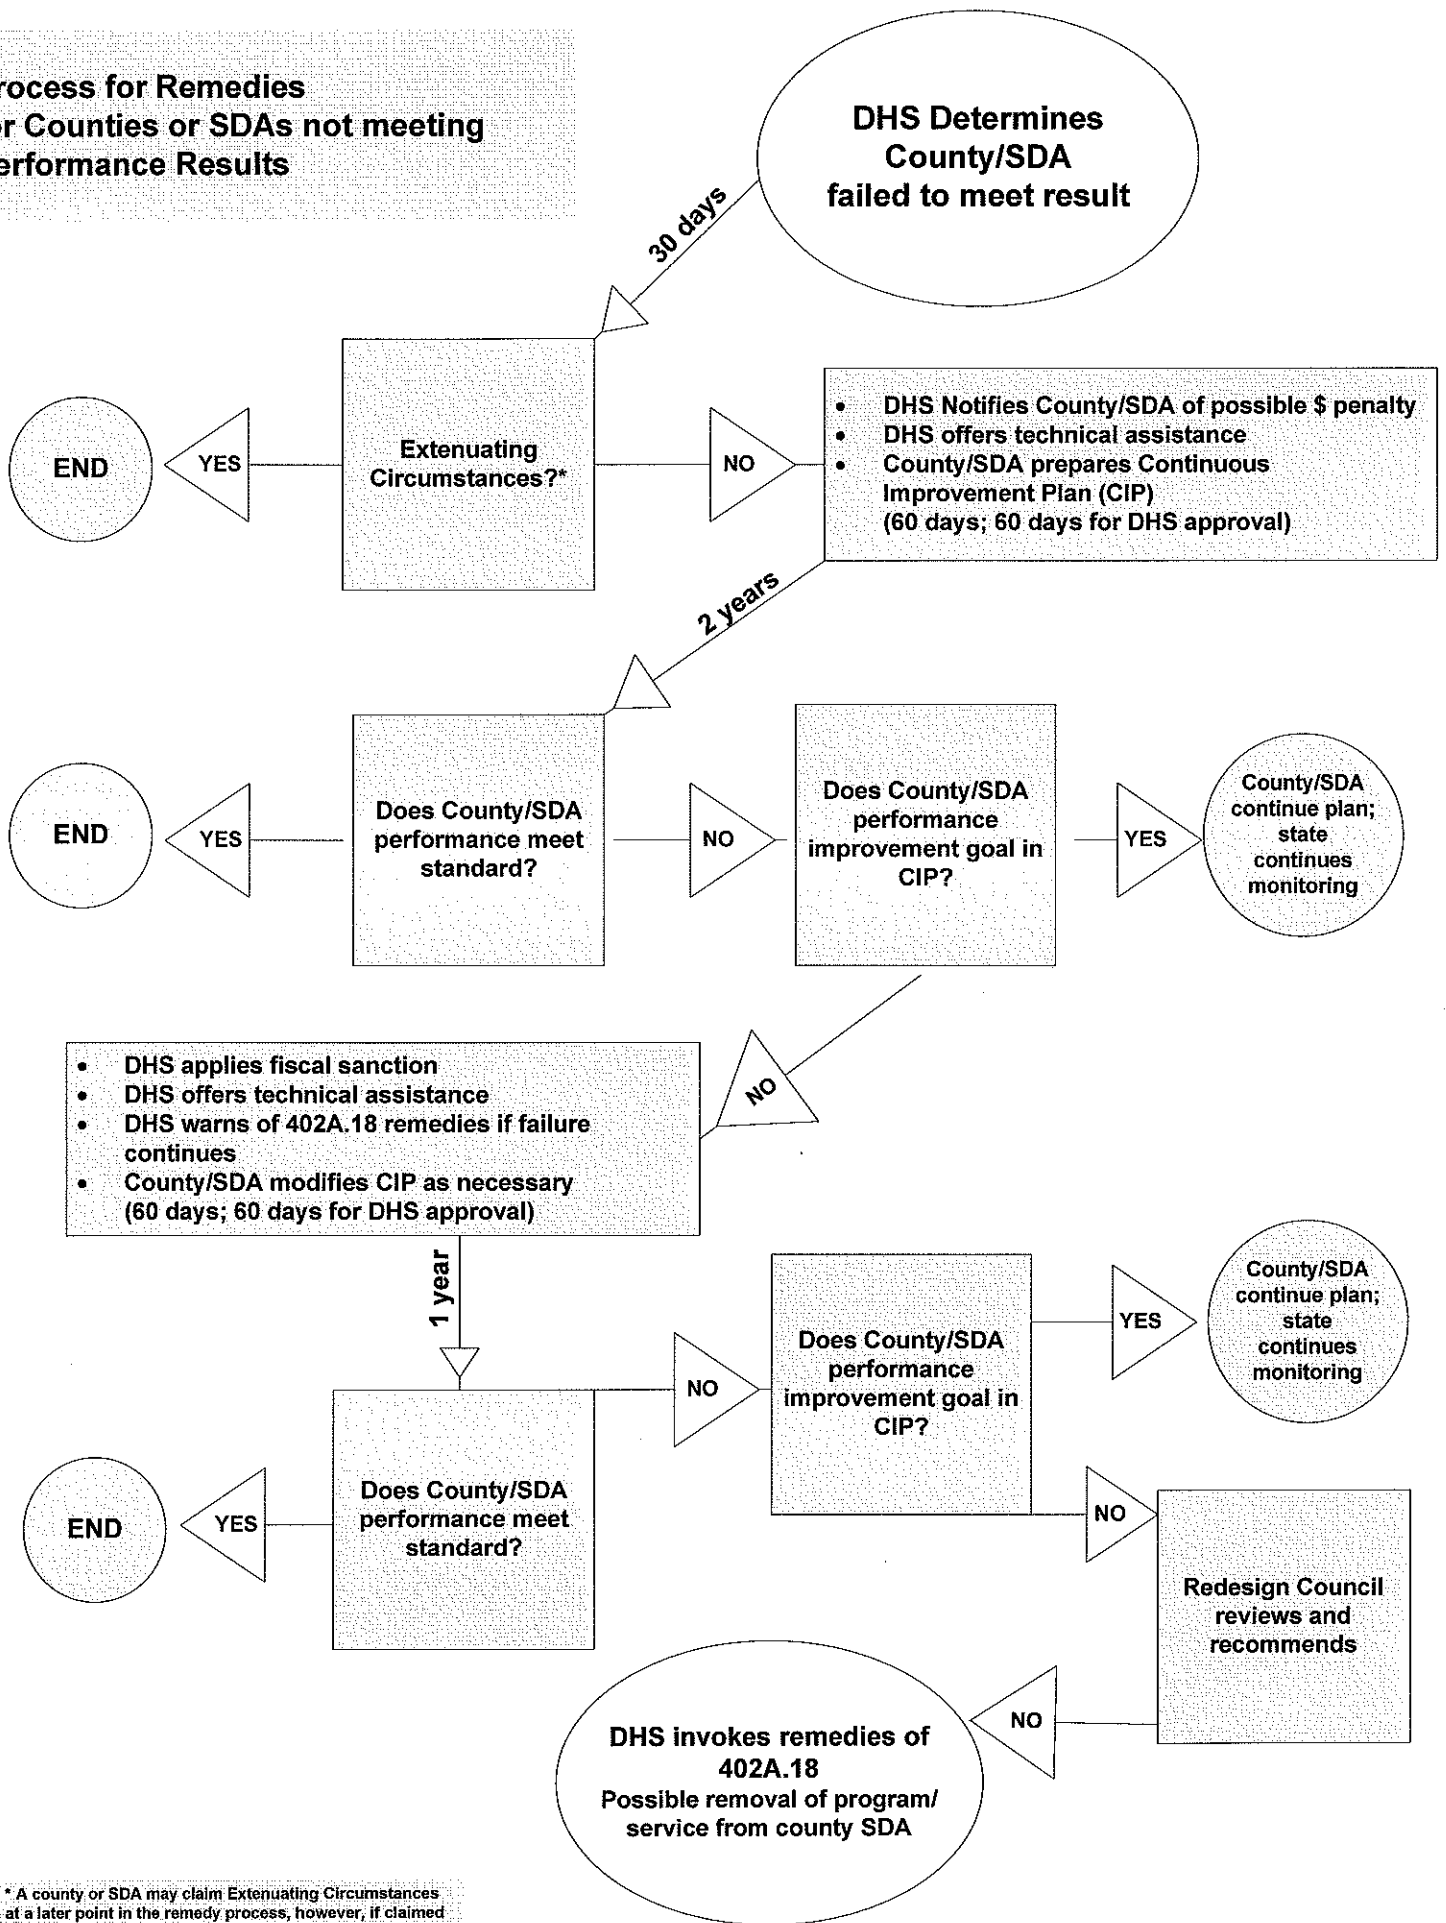 rocess for Remedies
r Counties or SDAs not meeting
erformance Results
DHS Determines
County/SDA
failed to meet result
30 days
END
YES
Extenuating
Circumstances?*
NO
• DHS Notifies County/SDA of possible $ penalty
• DHS offers technical assistance
• County/SDA prepares Continuous
Improvement Plan (CIP)
(60 days; 60 days for DHS approval)
2 years
END
YES
Does County/SDA
performance meet
standard?
NO
Does County/SDA
performance
improvement goal in
CIP?
YES
County/SDA
continue plan;
state
continues
monitoring
NO
• DHS applies fiscal sanction
• DHS offers technical assistance
• DHS warns of 402A.18 remedies if failure
continues
• County/SDA modifies CIP as necessary
(60 days; 60 days for DHS approval)
1 year
END
YES
Does County/SDA
performance meet
standard?
NO
Does County/SDA
performance
improvement goal in
CIP?
YES
County/SDA
continue plan;
state
continues
monitoring
NO
Redesign Council
reviews and
recommends
NO
DHS invokes remedies of
402A.18
Possible removal of program/
service from county SDA
* A county or SDA may claim Extenuating Circumstances
at a later point in the remedy process, however, if claimed